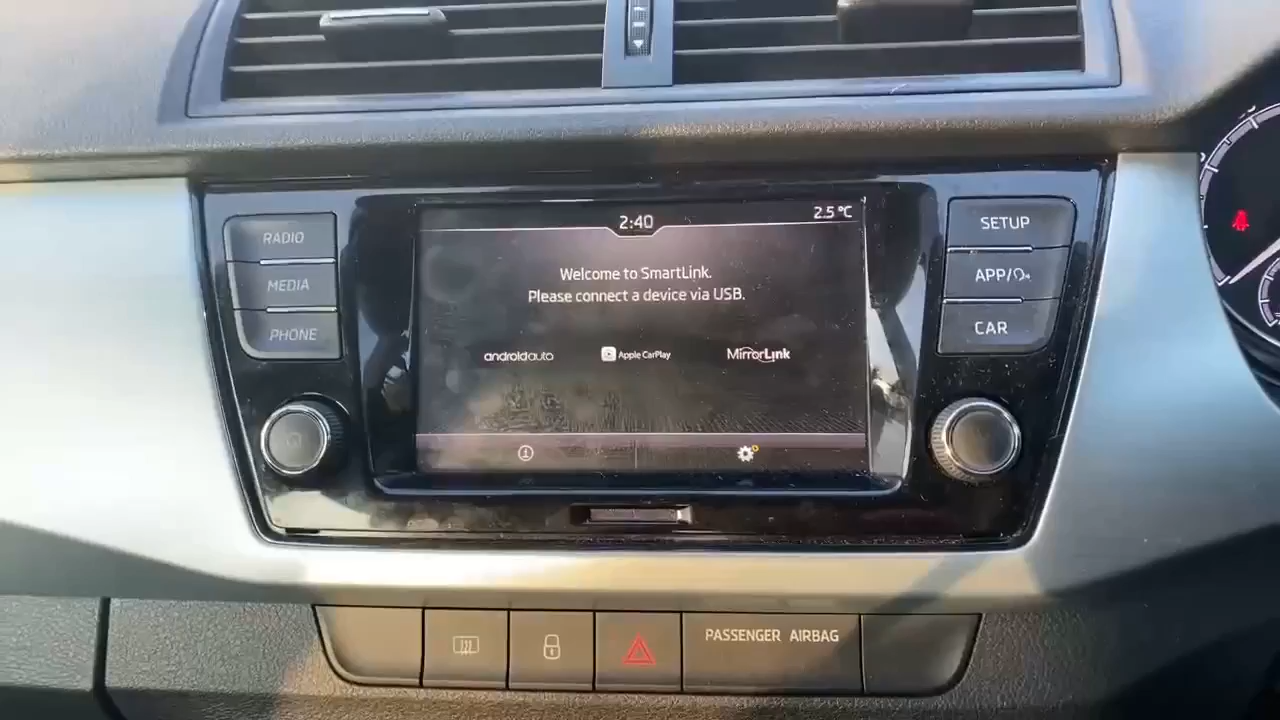 2:40
2.5 °C
RADIO
MEDIA
PHONE
Welcome to SmartLink.
Please connect a device via USB.
androidauto
Apple CarPlay
MirrorLink
SETUP
APP/
CAR
PASSENGER AIRBAG